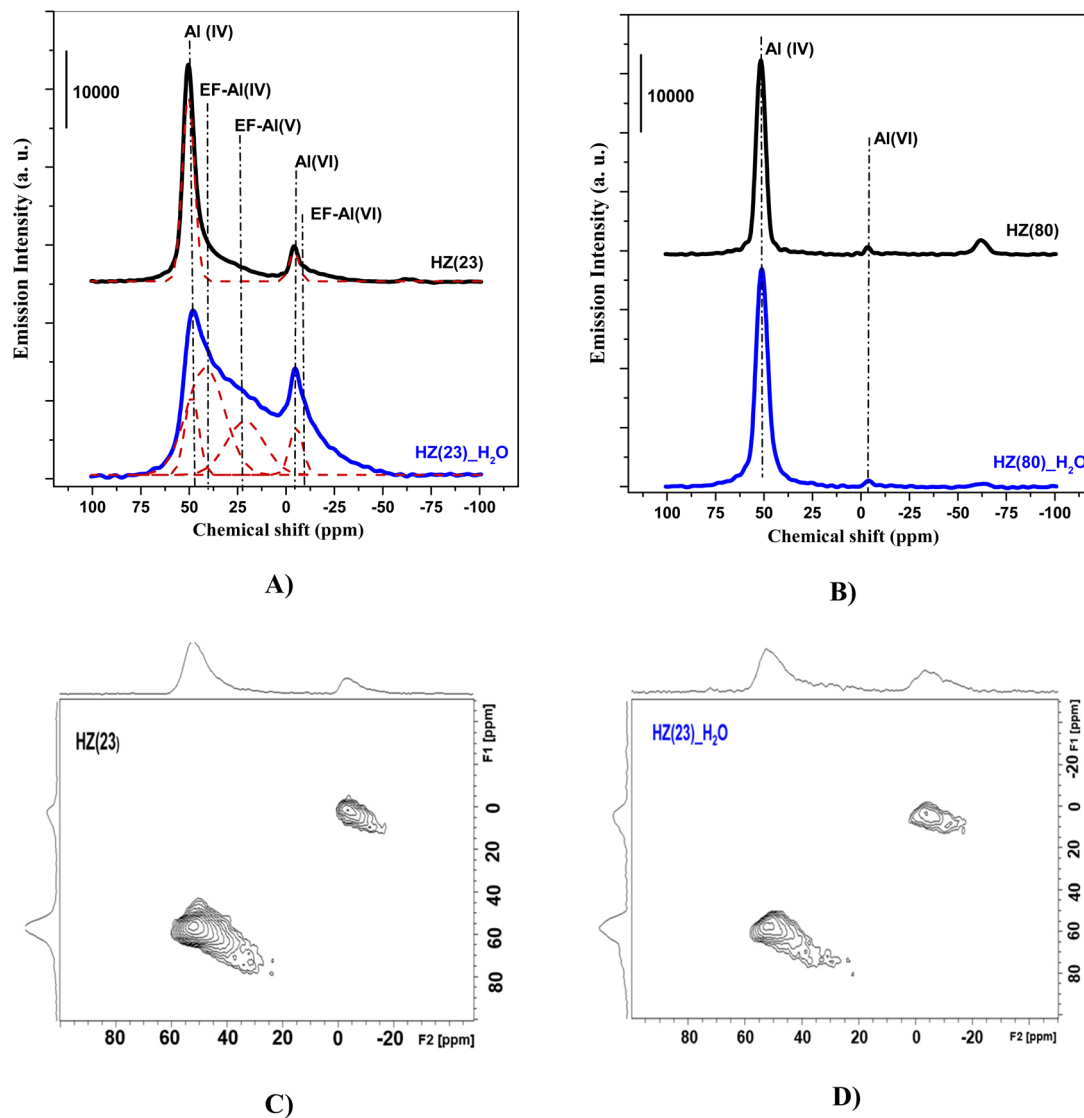 Al (IV)
10000
EF-Al(IV)
EF-Al(V)
Al(VI)
EF-Al(VI)
HZ(23)
HZ(23)_H₂O
Emission Intensity (a. u.)
100 75 50 25 0 -25 -50 -75 -100
Chemical shift (ppm)
A)
Al (IV)
10000
Al(VI)
HZ(80)
HZ(80)_H₂O
Emission Intensity (a. u.)
100 75 50 25 0 -25 -50 -75 -100
Chemical shift (ppm)
B)
HZ(23)
F1 [ppm]
0
20
40
60
80
80 60 40 20 0 -20 F2 [ppm]
C)
HZ(23)_H₂O
F1 [ppm]
-20
0
20
40
60
80
80 60 40 20 0 -20 F2 [ppm]
D)